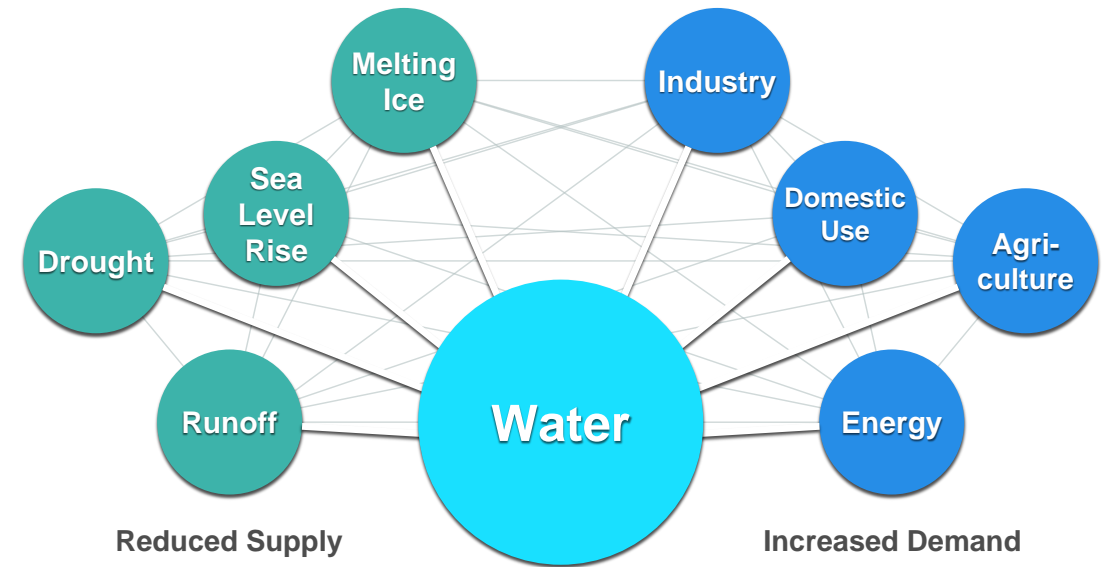 Melting
Ice
Industry
Sea
Level
Rise
Domestic
Use
Drought
Agri-
culture
Runoff
Water
Energy
Reduced Supply
Increased Demand